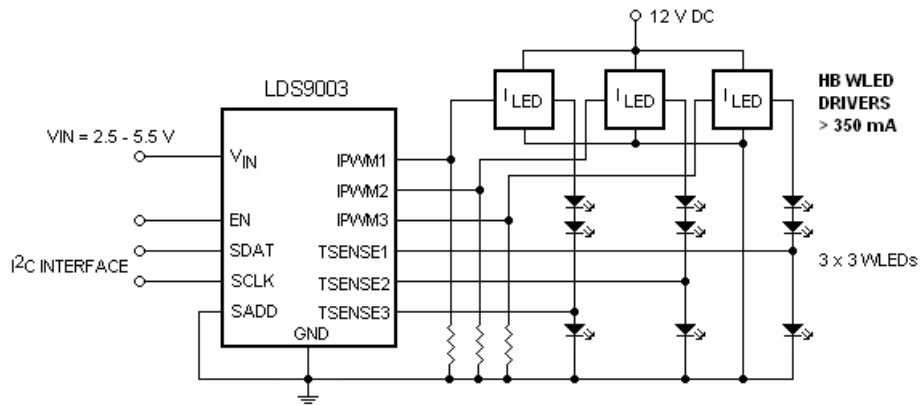 12 V DC
LDS9003
I LED
I LED
I LED
HB WLED
DRIVERS
> 350 mA
VIN = 2.5 - 5.5 V
VIN
IPWM1
IPWM2
EN
IPWM3
SDAT
TSENSE1
I2C INTERFACE
SCLK
TSENSE2
3 x 3 WLEDs
SADD
TSENSE3
GND